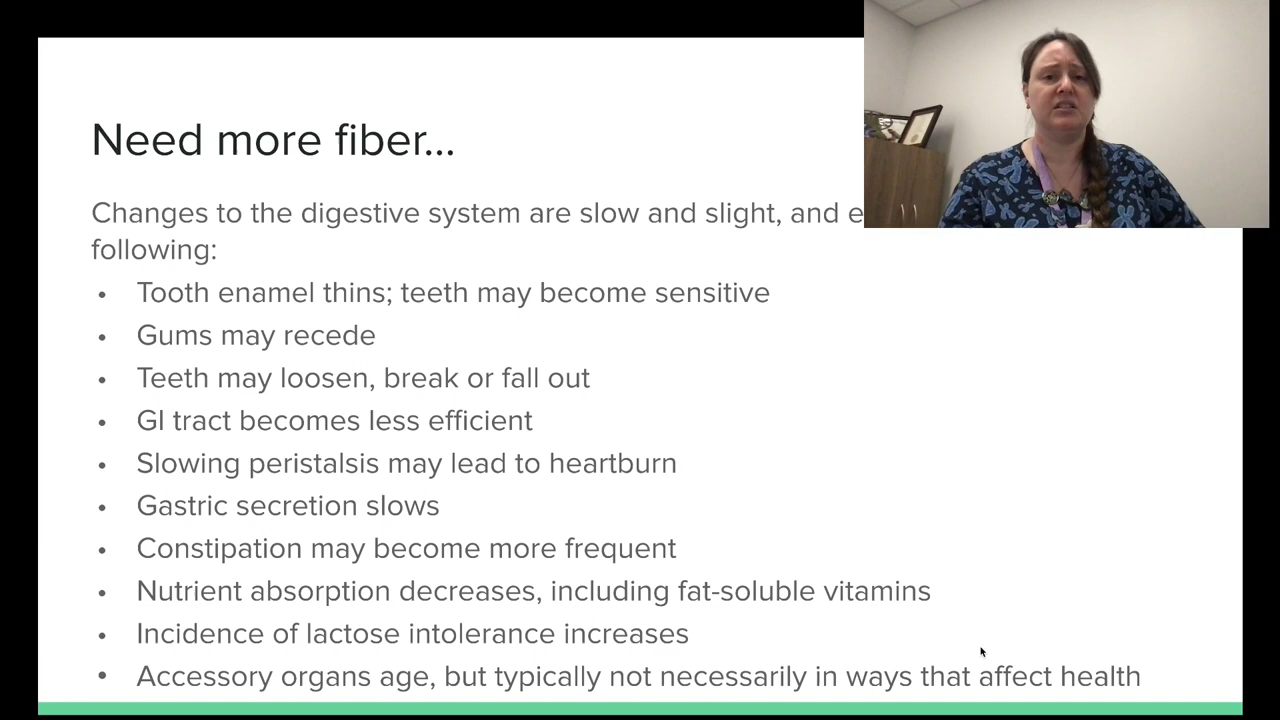 Need more fiber...
Changes to the digestive system are slow and slight, and
following:
• Tooth enamel thins; teeth may become sensitive
• Gums may recede
• Teeth may loosen, break or fall out
• GI tract becomes less efficient
• Slowing peristalsis may lead to heartburn
• Gastric secretion slows
• Constipation may become more frequent
• Nutrient absorption decreases, including fat-soluble vitamins
• Incidence of lactose intolerance increases
• Accessory organs age, but typically not necessarily in ways that affect health